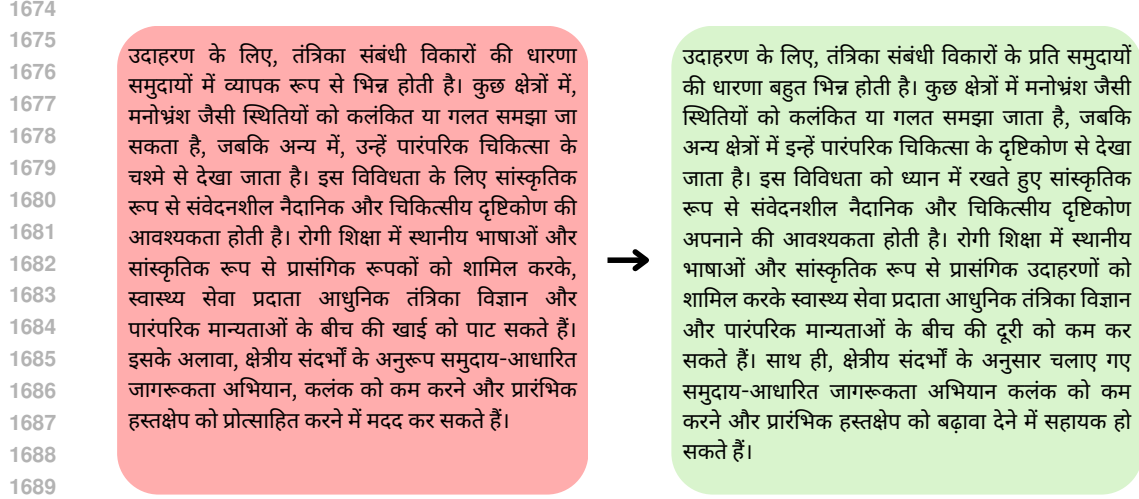 1674
1675
1676
1677
1678
1679
1680
1681
1682
1683
1684
1685
1686
1687
1688
1689
उदाहरण के लिए, तंत्रिका संबंधी विकारों की धारणा
समुदायों में व्यापक रूप से भिन्न होती है। कुछ क्षेत्रों में,
मनोभ्रंश जैसी स्थितियों को कलंकित या गलत समझा जा
सकता है, जबकि अन्य में, उन्हें पारंपरिक चिकित्सा के
चश्मे से देखा जाता है। इस विविधता के लिए सांस्कृतिक
रूप से संवेदनशील नैदानिक और चिकित्सीय दृष्टिकोण की
आवश्यकता होती है। रोगी शिक्षा में स्थानीय भाषाओं और
सांस्कृतिक रूप से प्रासंगिक रूपकों को शामिल करके,
स्वास्थ्य सेवा प्रदाता आधुनिक तंत्रिका विज्ञान और
पारंपरिक मान्यताओं के बीच की खाई को पाट सकते हैं।
इसके अलावा, क्षेत्रीय संदर्भों के अनुरूप समुदाय-आधारित
जागरूकता अभियान, कलंक को कम करने और प्रारंभिक
हस्तक्षेप को प्रोत्साहित करने में मदद कर सकते हैं।
→
उदाहरण के लिए, तंत्रिका संबंधी विकारों के प्रति समुदायों
की धारणा बहुत भिन्न होती है। कुछ क्षेत्रों में मनोभ्रंश जैसी
स्थितियों को कलंकित या गलत समझा जाता है, जबकि
अन्य क्षेत्रों में इन्हें पारंपरिक चिकित्सा के दृष्टिकोण से देखा
जाता है। इस विविधता को ध्यान में रखते हुए सांस्कृतिक
रूप से संवेदनशील नैदानिक और चिकित्सीय दृष्टिकोण
अपनाने की आवश्यकता होती है। रोगी शिक्षा में स्थानीय
भाषाओं और सांस्कृतिक रूप से प्रासंगिक उदाहरणों को
शामिल करके स्वास्थ्य सेवा प्रदाता आधुनिक तंत्रिका विज्ञान
और पारंपरिक मान्यताओं के बीच की दूरी को कम कर
सकते हैं। साथ ही, क्षेत्रीय संदर्भों के अनुसार चलाए गए
समुदाय-आधारित जागरूकता अभियान कलंक को कम
करने और प्रारंभिक हस्तक्षेप को बढ़ावा देने में सहायक हो
सकते हैं।